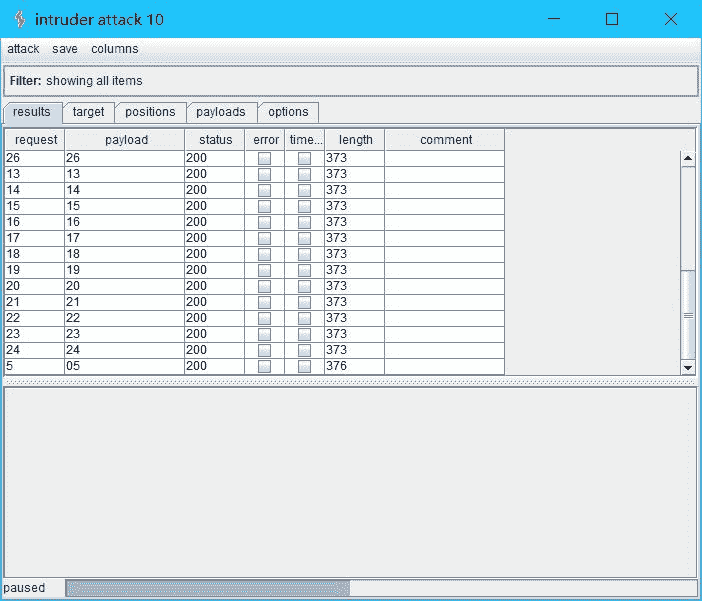 intruder attack 10
attack save columns
Filter: showing all items
results target positions payloads options
request payload status error time... length comment
26 26 200 373
13 13 200 373
14 14 200 373
15 15 200 373
16 16 200 373
17 17 200 373
18 18 200 373
19 19 200 373
20 20 200 373
21 21 200 373
22 22 200 373
23 23 200 373
24 24 200 373
5 05 200 376
paused